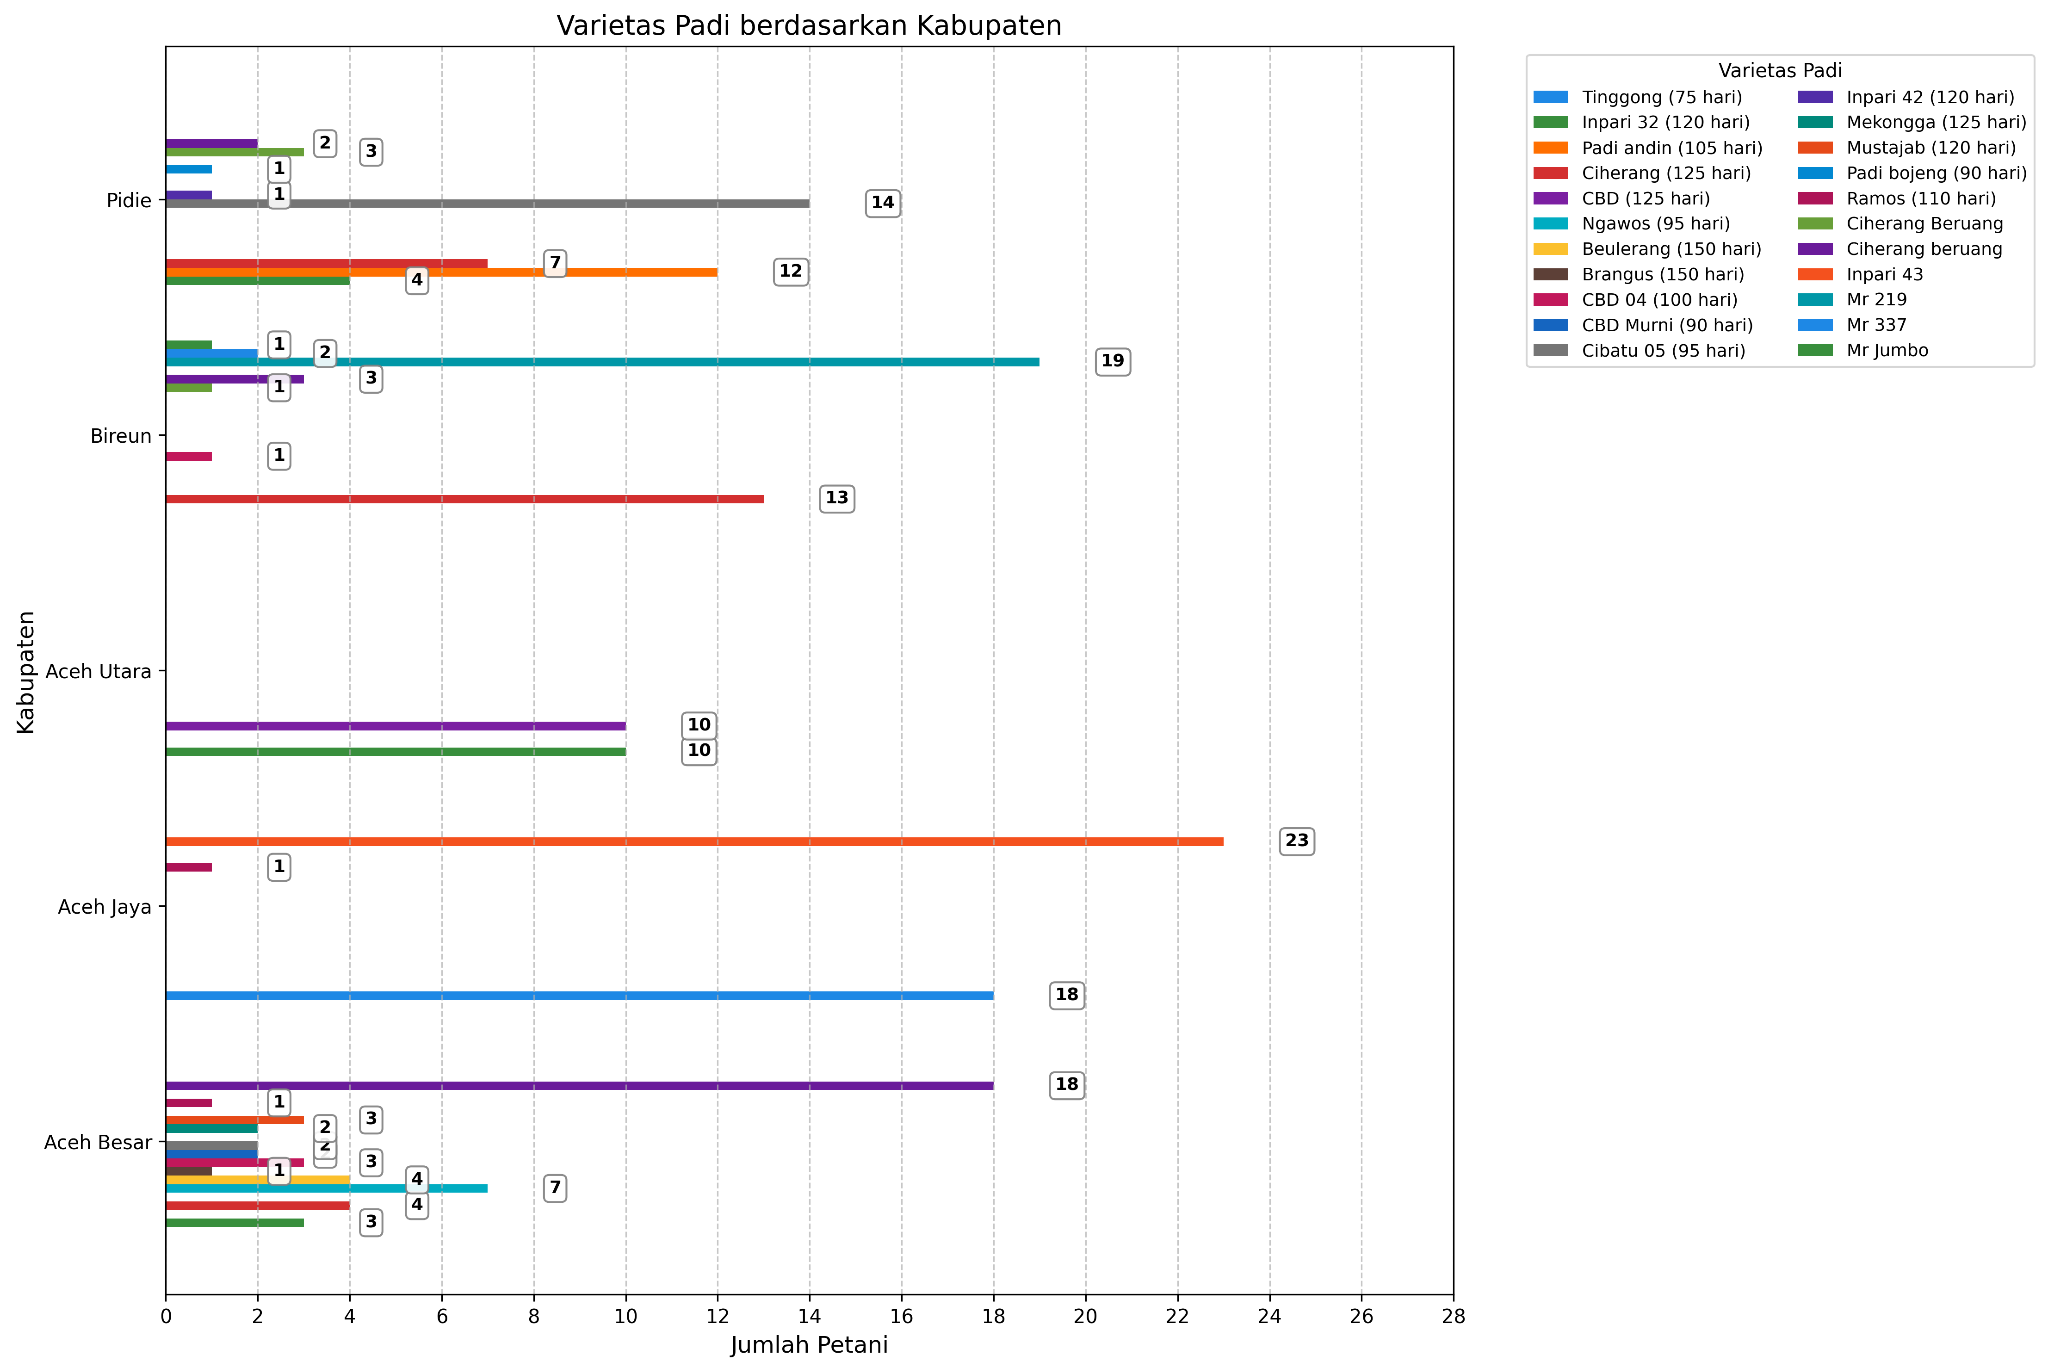 Varietas Padi berdasarkan Kabupaten
Varietas Padi
Tinggong (75 hari)
Inpari 32 (120 hari)
Padi andin (105 hari)
Ciherang (125 hari)
CBD (125 hari)
Ngawos (95 hari)
Beulerang (150 hari)
Brangus (150 hari)
CBD 04 (100 hari)
CBD Murni (90 hari)
Cibatu 05 (95 hari)
Inpari 42 (120 hari)
Mekongga (125 hari)
Mustajab (120 hari)
Padi bojeng (90 hari)
Ramos (110 hari)
Ciherang Beruang
Ciherang beruang
Inpari 43
Mr 219
Mr 337
Mr Jumbo
Kabupaten
Pidie
2
3
1
1
14
7
12
4
Bireun
1
2
19
3
1
1
13
Aceh Utara
10
10
Aceh Jaya
23
1
18
Aceh Besar
18
1
3
2
2
3
1
4
7
4
3
0 2 4 6 8 10 12 14 16 18 20 22 24 26 28
Jumlah Petani